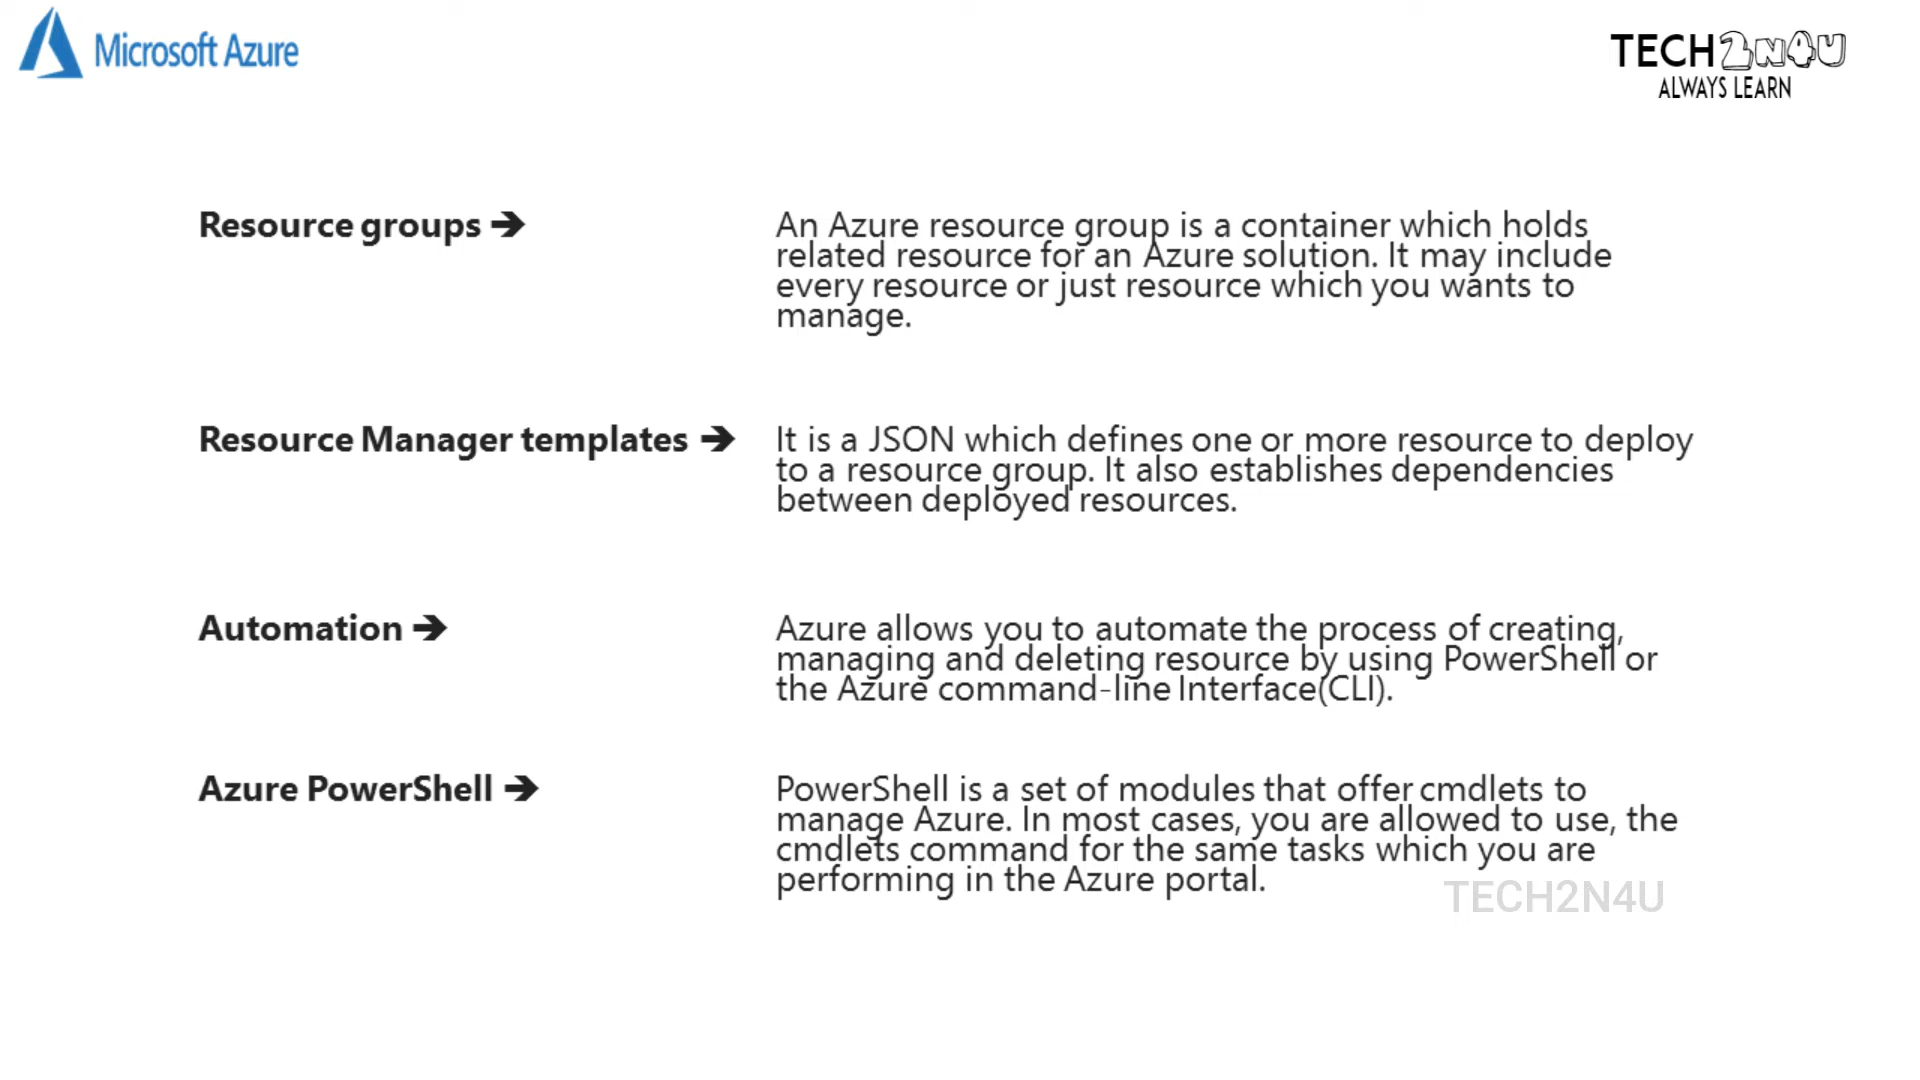 Microsoft Azure
TECH2N4U
ALWAYS LEARN
Resource groups ➔
An Azure resource group is a container which holds
related resource for an Azure solution. It may include
every resource or just resource which you wants to
manage.
Resource Manager templates ➔
It is a JSON which defines one or more resource to deploy
to a resource group. It also establishes dependencies
between deployed resources.
Automation ➔
Azure allows you to automate the process of creating,
managing and deleting resource by using PowerShell or
the Azure command-line Interface(CLI).
Azure PowerShell ➔
PowerShell is a set of modules that offer cmdlets to
manage Azure. In most cases, you are allowed to use, the
cmdlets command for the same tasks which you are
performing in the Azure portal.
TECH2N4U